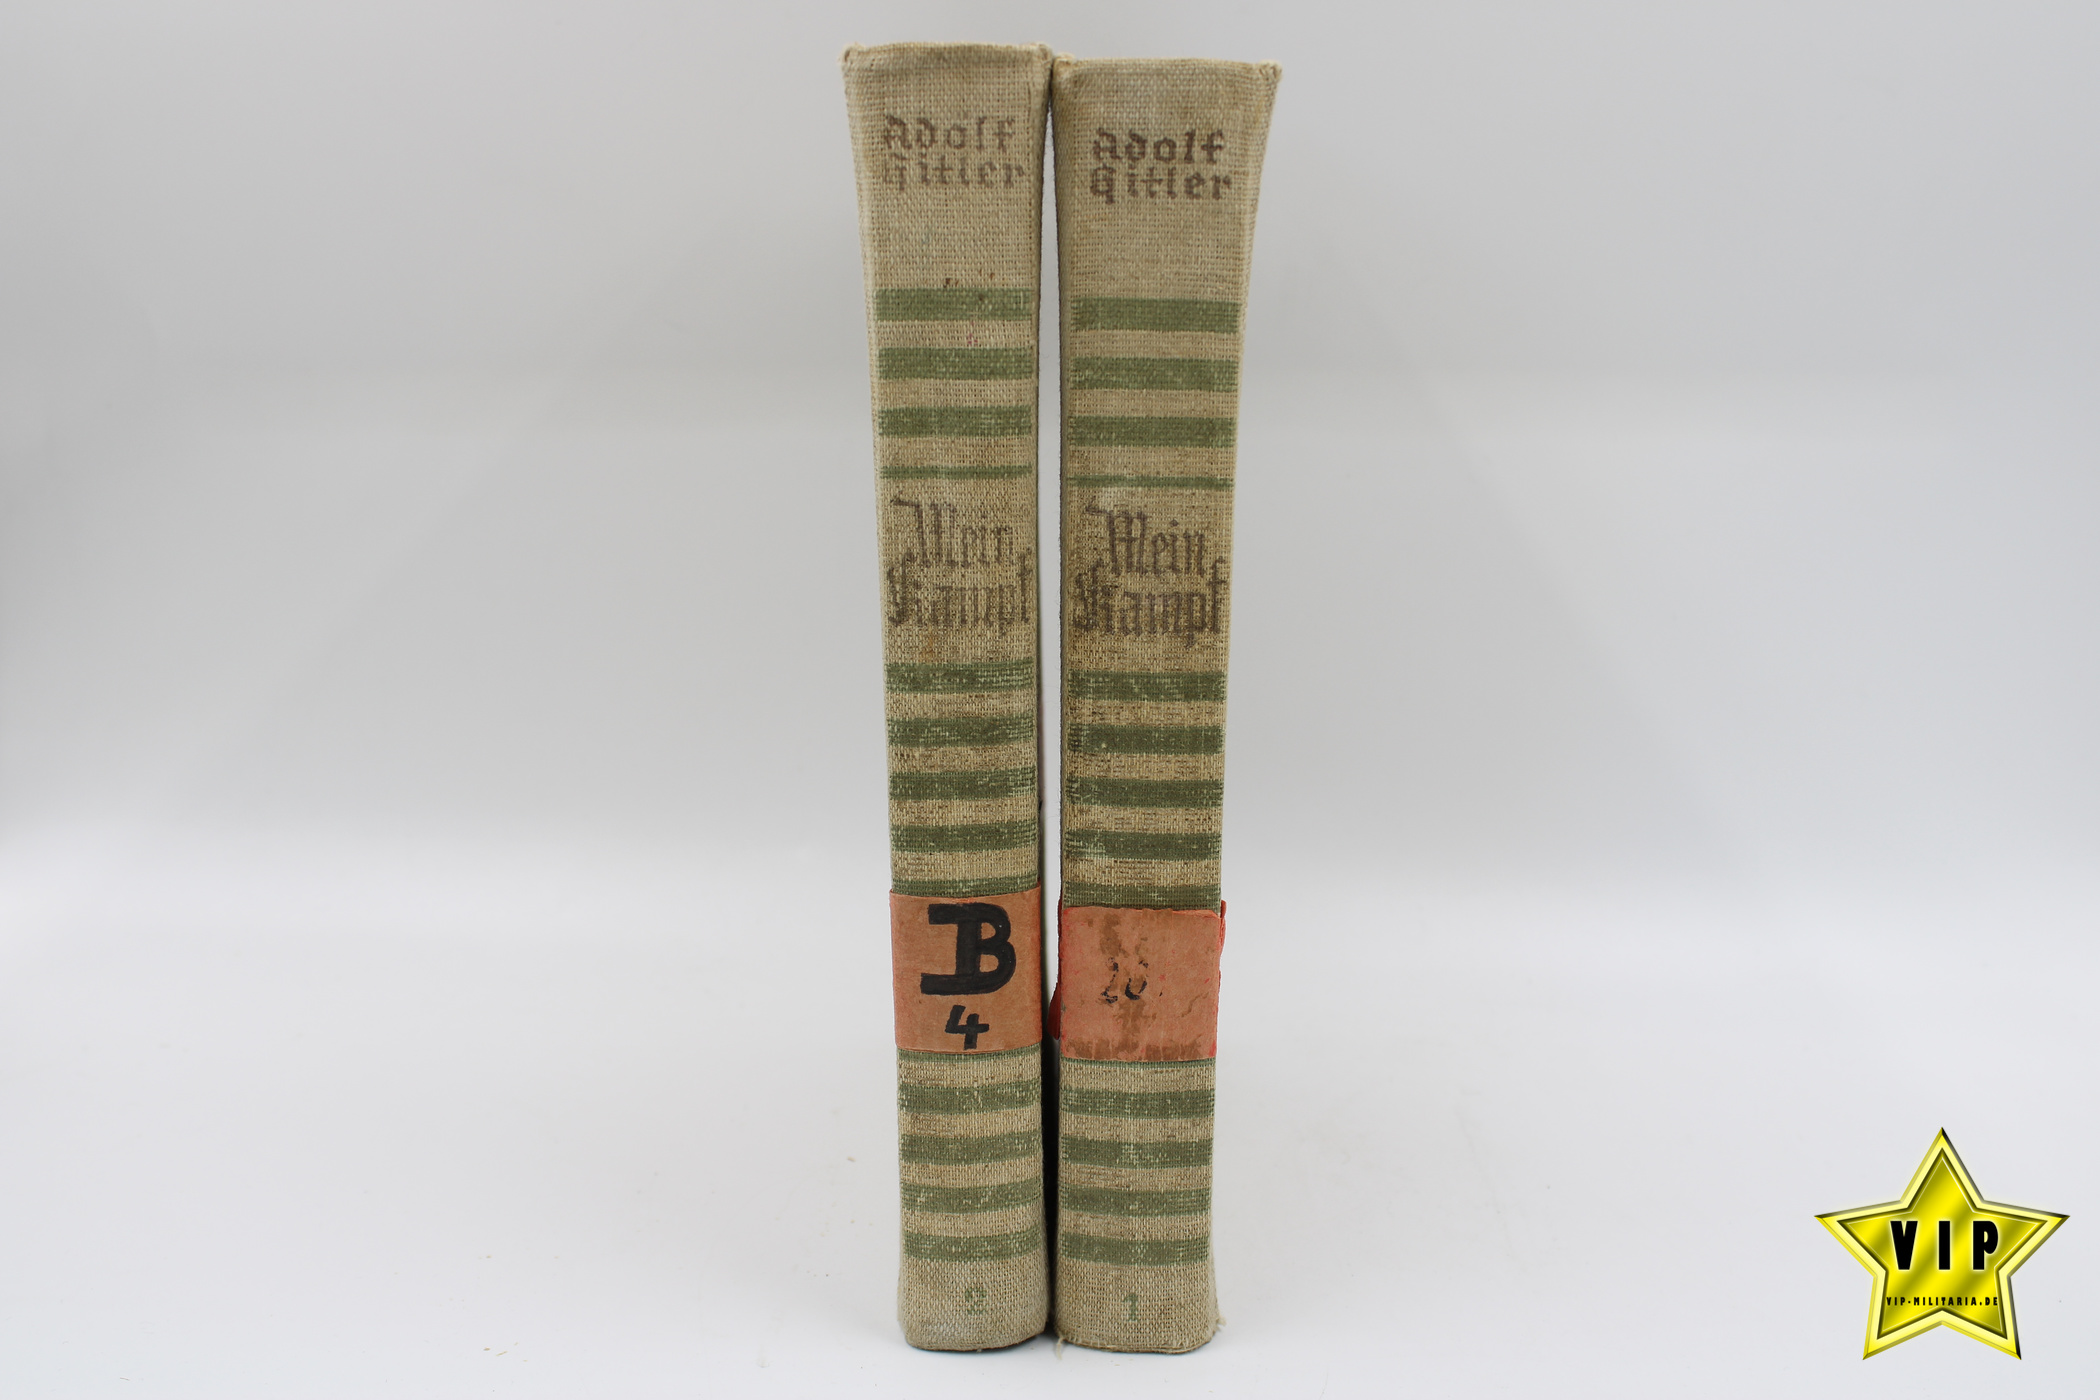 Adolf
Hitler
Mein
Kampf
B
4
2
Adolf
Hitler
Mein
Kampf
1
VIP
VIP-MILITARIA.DE